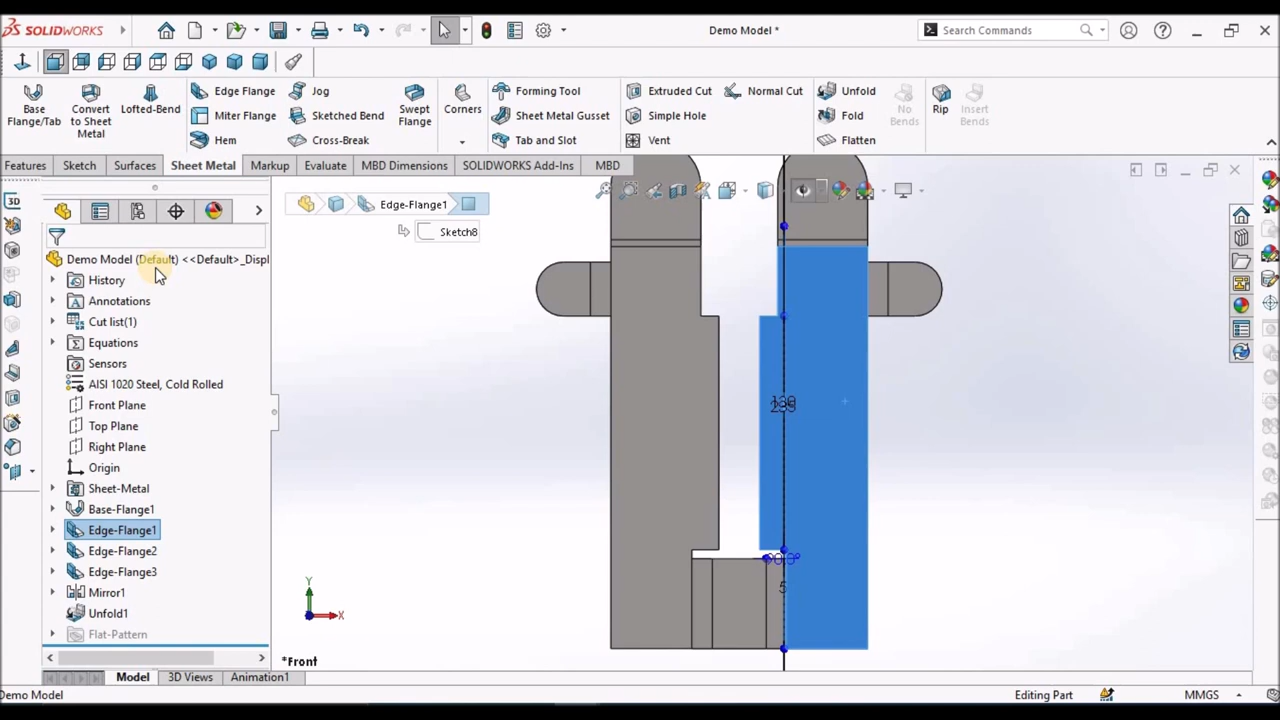 SOLIDWORKS
Demo Model *
Search Commands
Base Flange/Tab
Convert to Sheet Metal
Lofted-Bend
Edge Flange
Miter Flange
Hem
Jog
Sketched Bend
Cross-Break
Swept Flange
Corners
Forming Tool
Sheet Metal Gusset
Tab and Slot
Extruded Cut
Simple Hole
Vent
Normal Cut
Unfold
Fold
Flatten
No Bends
Rip
Insert Bends
Features
Sketch
Surfaces
Sheet Metal
Markup
Evaluate
MBD Dimensions
SOLIDWORKS Add-Ins
MBD
Edge-Flange1
Sketch8
Demo Model (Default) <<Default>_Displ
History
Annotations
Cut list(1)
Equations
Sensors
AISI 1020 Steel, Cold Rolled
Front Plane
Top Plane
Right Plane
Origin
Sheet-Metal
Base-Flange1
Edge-Flange1
Edge-Flange2
Edge-Flange3
Mirror1
Unfold1
Flat-Pattern
5
Y
X
*Front
Model
3D Views
Animation1
Demo Model
Editing Part
MMGS